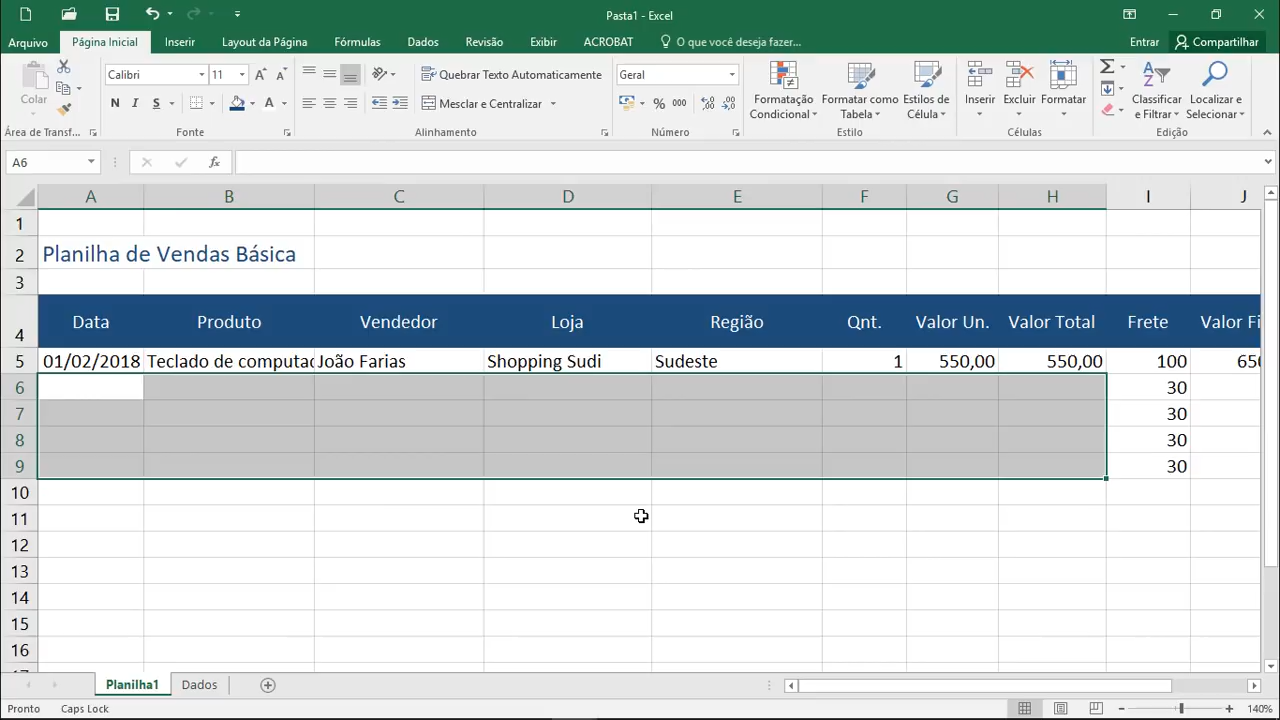 Pasta1 - Excel
Arquivo Página Inicial Inserir Layout da Página Fórmulas Dados Revisão Exibir ACROBAT O que você deseja fazer... Entrar Compartilhar
Colar
Calibri 11
N I S
Quebrar Texto Automaticamente
Mesclar e Centralizar
Geral
% 000
Formatação Condicional
Formatar como Tabela
Estilos de Célula
Inserir Excluir Formatar
Classificar e Filtrar
Localizar e Selecionar
Área de Transf... Fonte Alinhamento Número Estilo Células Edição
A6 fx
A B C D E F G H I J
1
2 Planilha de Vendas Básica
3
4 Data Produto Vendedor Loja Região Qnt. Valor Un. Valor Total Frete Valor Fi
5 01/02/2018 Teclado de computac João Farias Shopping Sudi Sudeste 1 550,00 550,00 100 650
6 30
7 30
8 30
9 30
10
11
12
13
14
15
16
Planilha1 Dados
Pronto Caps Lock 140%